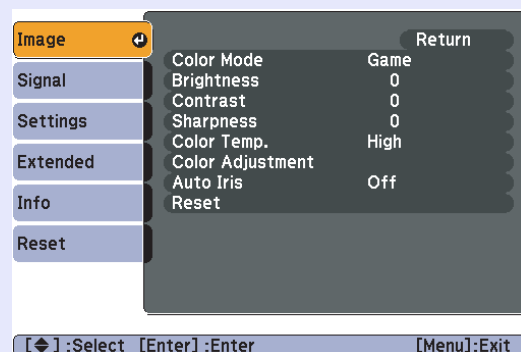 Image
Signal
Settings
Extended
Info
Reset
Return
Color Mode Game
Brightness 0
Contrast 0
Sharpness 0
Color Temp. High
Color Adjustment
Auto Iris Off
Reset
[◆] :Select [Enter] :Enter [Menu]:Exit